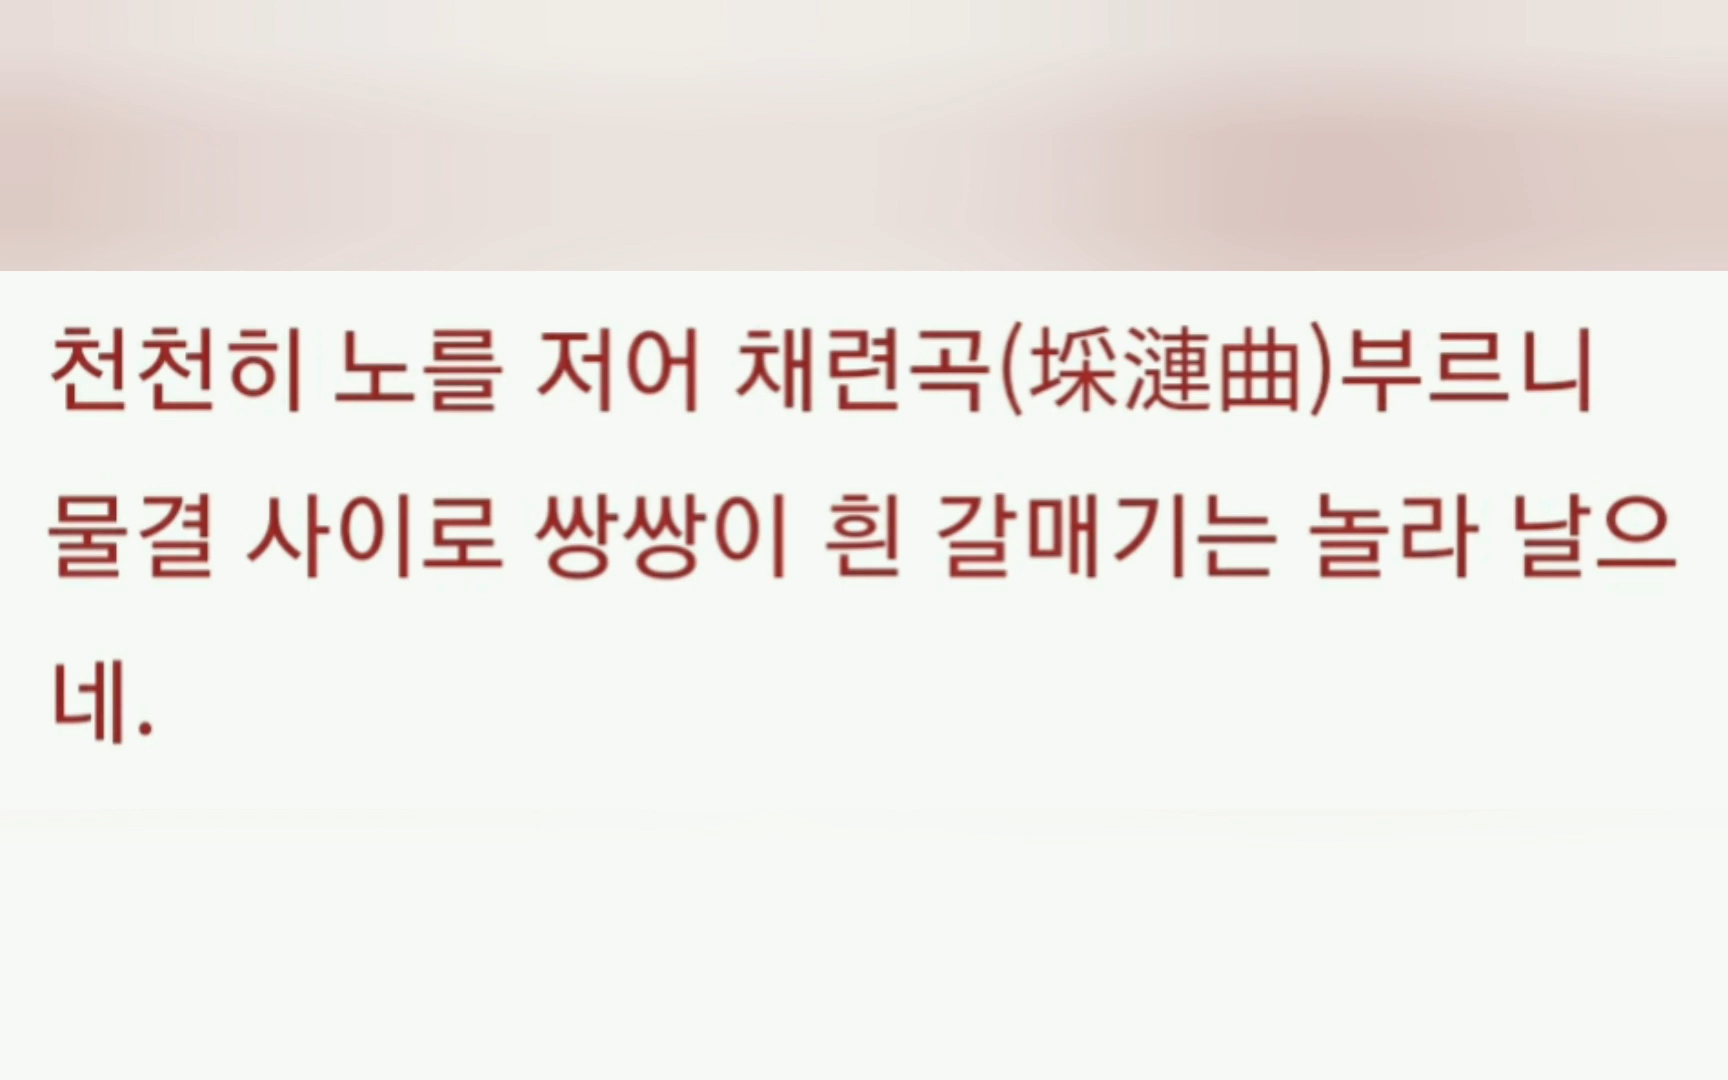 천천히 노를 저어 채련곡(埰漣曲)부르니
물결 사이로 쌍쌍이 흰 갈매기는 놀라 날으
네.